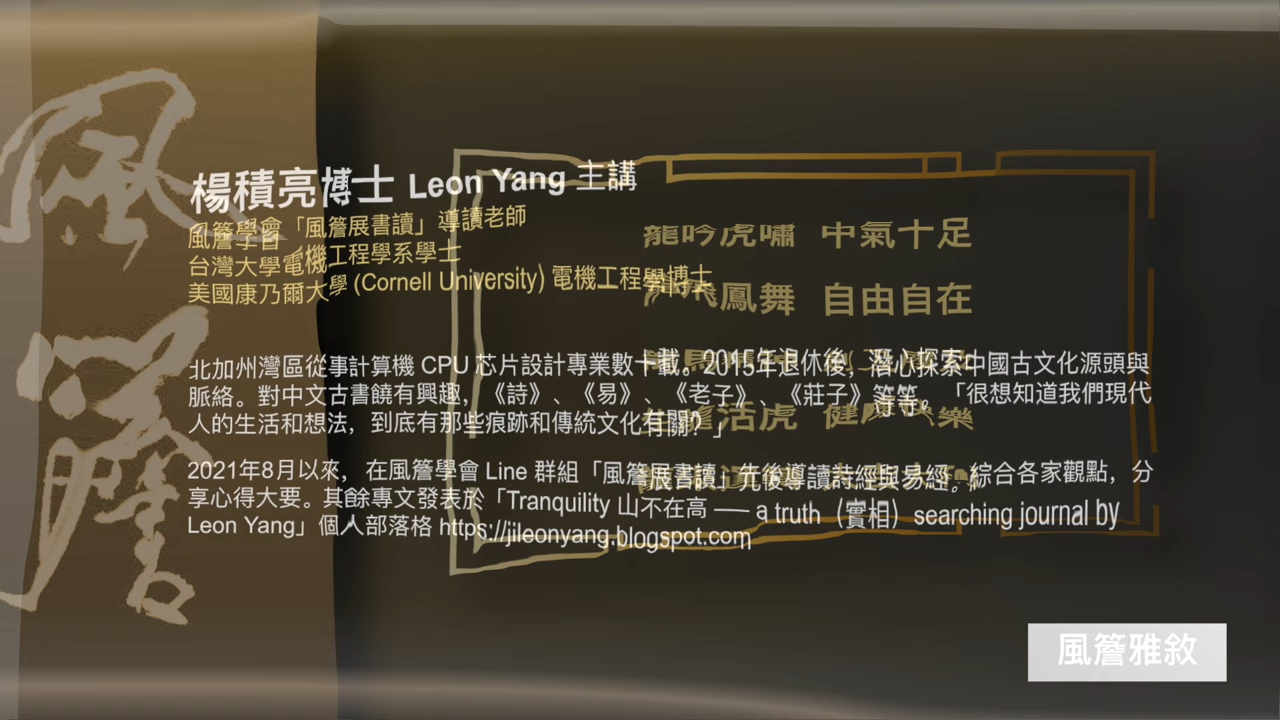 風簷
楊積亮博士 Leon Yang 主講
風簷學會「風簷展書讀」導讀老師
台灣大學電機工程學系學士
美國康乃爾大學 (Cornell University) 電機工程學博士
龍吟虎嘯 中氣十足
鳳舞 自由自在
北加州灣區從事計算機 CPU 芯片設計專業數十載。2015年退休後，潛心探索中國古文化源頭與
脈絡。對中文古書饒有興趣，《詩》、《易》、《老子》、《莊子》等等。「很想知道我們現代
人的生活和想法，到底有那些痕跡和傳統文化有關？」
活虎 健康快樂
2021年8月以來，在風簷學會 Line 群組「風簷展書讀」先後導讀詩經與易經。綜合各家觀點，分
享心得大要。其餘專文發表於「Tranquility 山不在高 —— a truth（實相）searching journal by
Leon Yang」個人部落格 https://jileonyang.blogspot.com
風簷雅敘